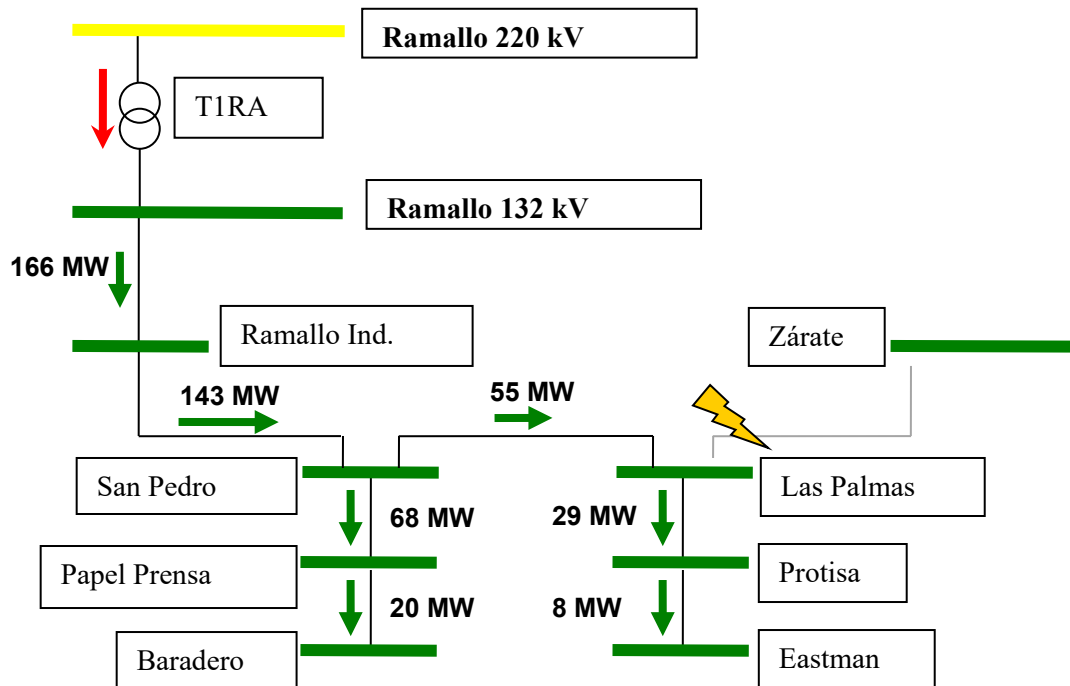 Ramallo 220 kV
T1RA
Ramallo 132 kV
166 MW
Ramallo Ind.
Zárate
143 MW
55 MW
San Pedro
Las Palmas
68 MW
29 MW
Papel Prensa
Protisa
20 MW
8 MW
Baradero
Eastman